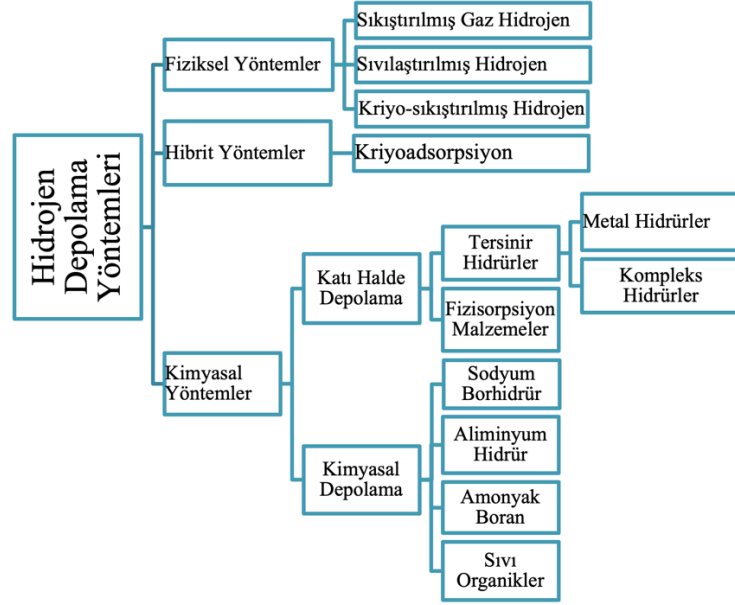 Hidrojen
Depolama
Yöntemleri
Fiziksel Yöntemler
Sıkıştırılmış Gaz Hidrojen
Sıvılaştırılmış Hidrojen
Kriyo-sıkıştırılmış Hidrojen
Hibrit Yöntemler
Kriyoadsorpsiyon
Kimyasal
Yöntemler
Katı Halde
Depolama
Tersinir
Hidrürler
Metal Hidrürler
Kompleks
Hidrürler
Fizisorpsiyon
Malzemeler
Kimyasal
Depolama
Sodyum
Borhidrür
Aliminyum
Hidrür
Amonyak
Boran
Sıvı
Organikler